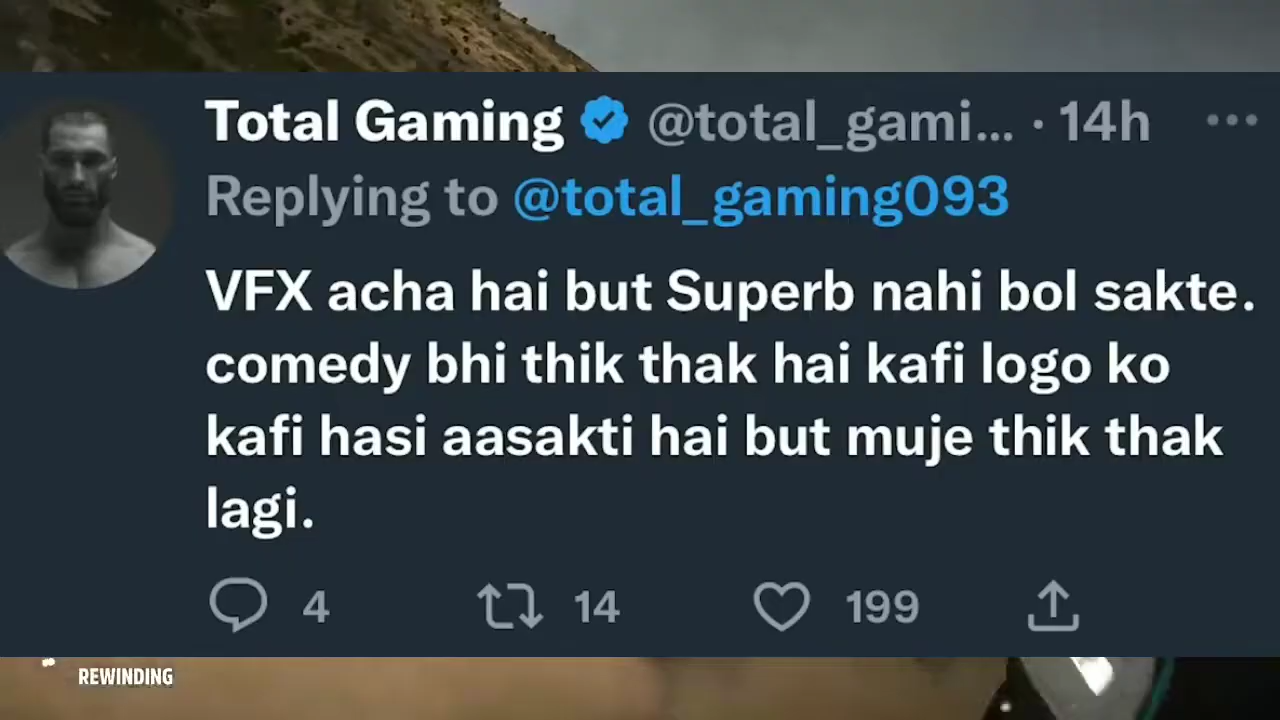 Total Gaming @total_gami... · 14h
Replying to @total_gaming093
VFX acha hai but Superb nahi bol sakte.
comedy bhi thik thak hai kafi logo ko
kafi hasi aasakti hai but muje thik thak
lagi.
4 14 199
REWINDING